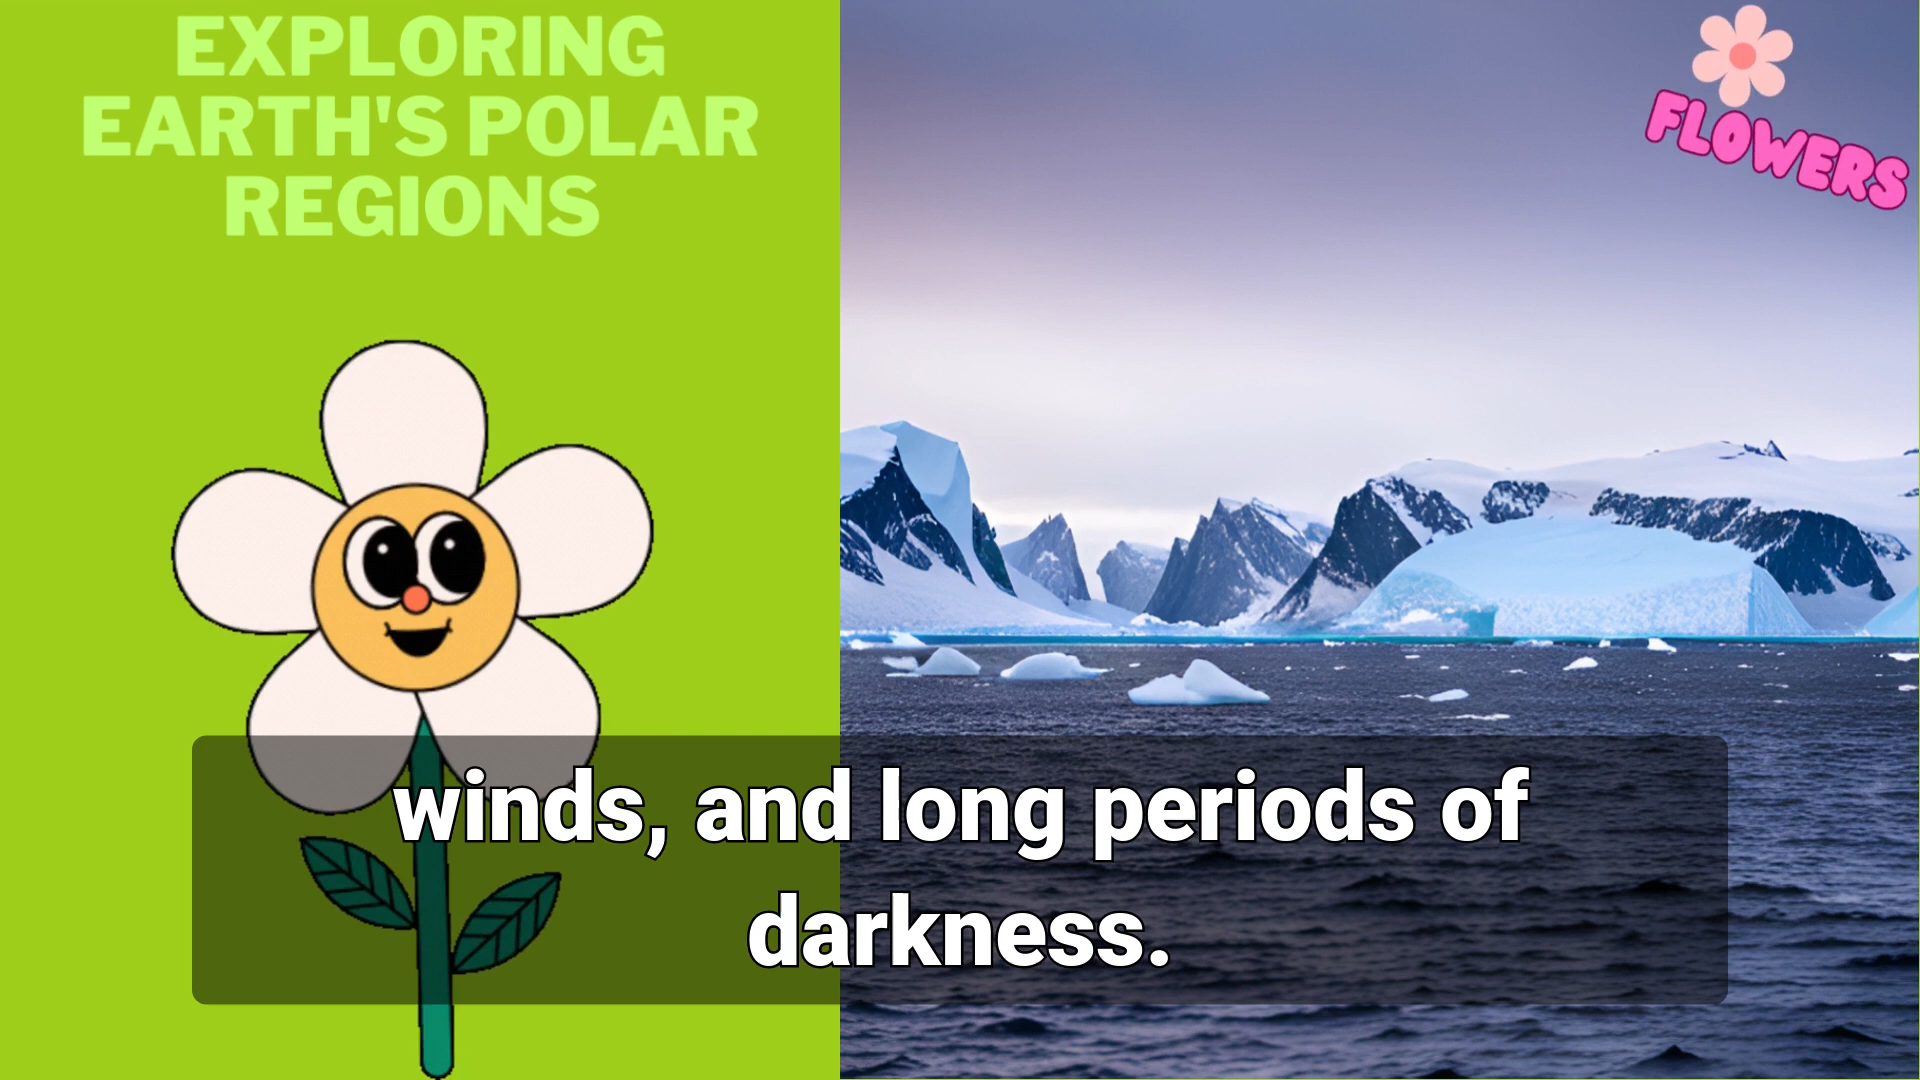 EXPLORING
EARTH'S POLAR
REGIONS
FLOWERS
winds, and long periods of
darkness.